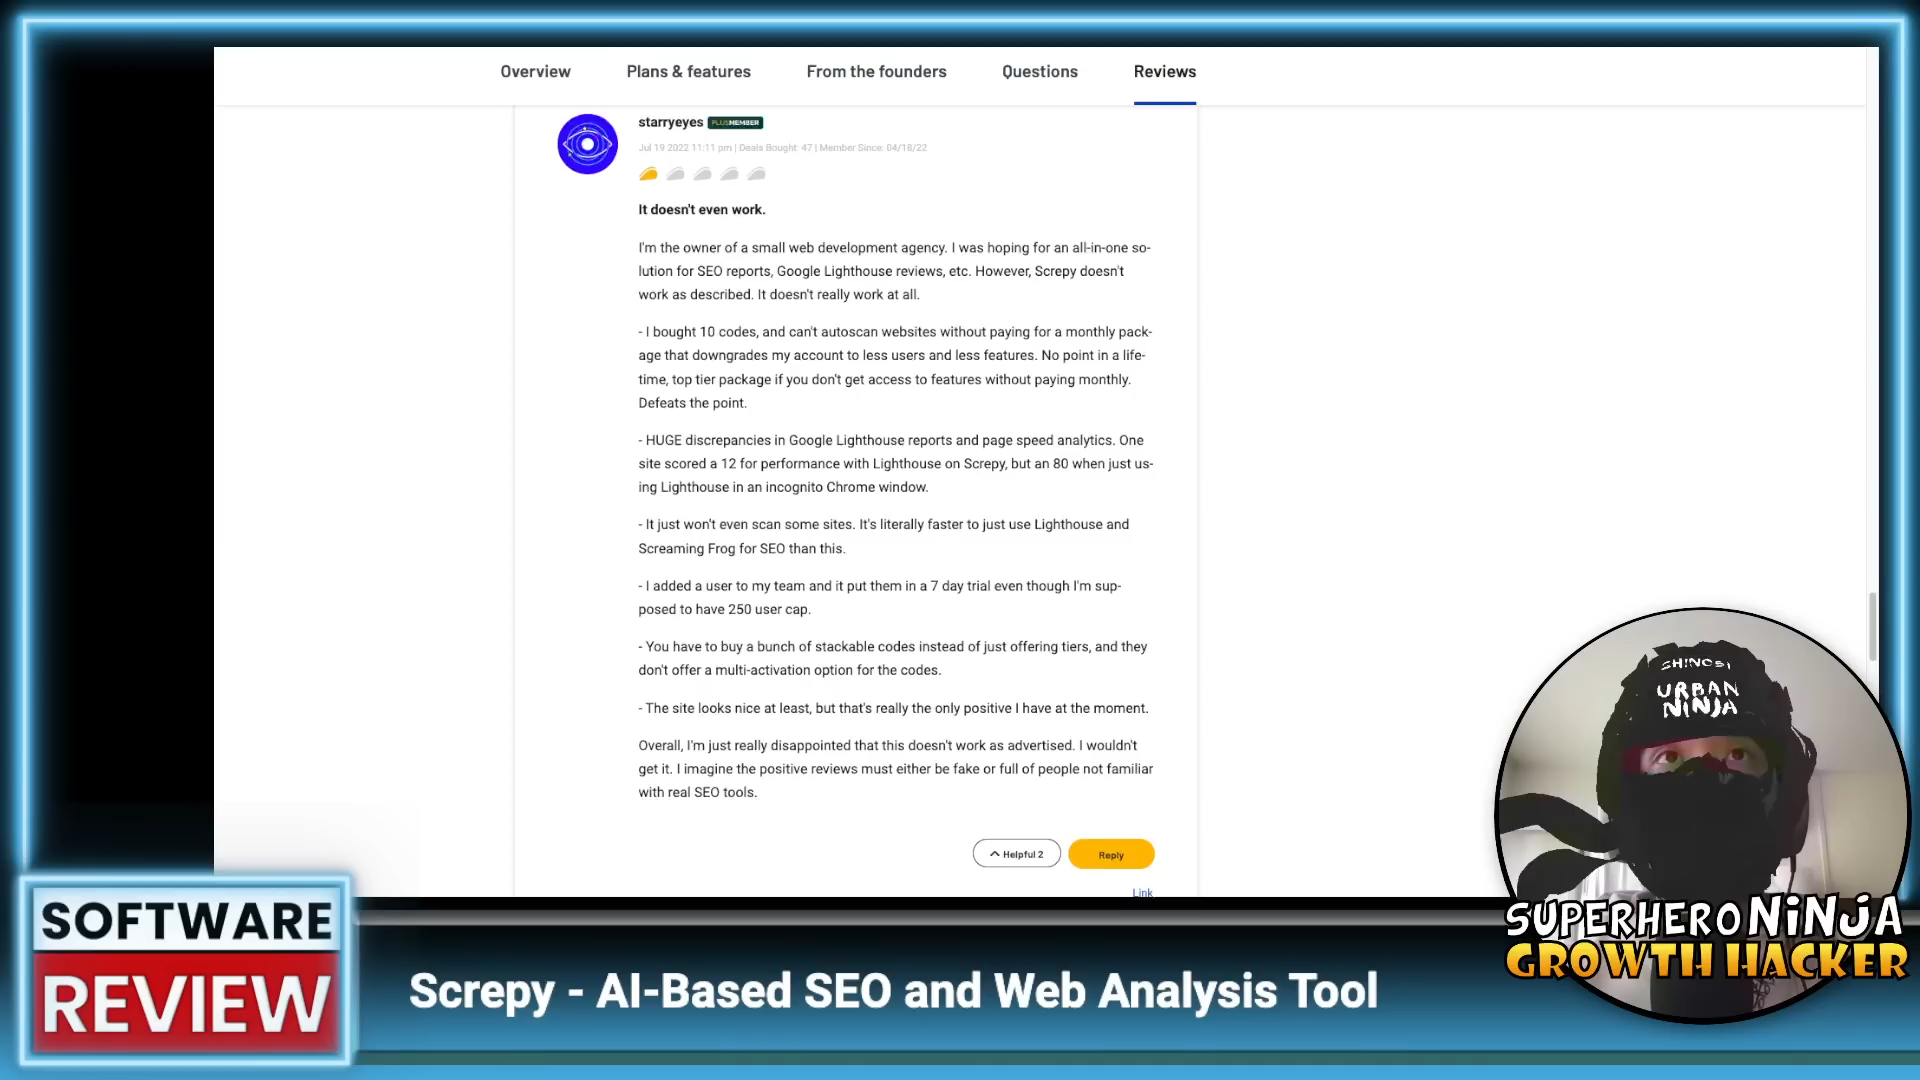 Overview Plans & features From the founders Questions Reviews
starryeyes PLUS MEMBER
Jul 19 2022 11:11 pm | Deals Bought: 47 | Member Since: 04/18/22
It doesn't even work.
I'm the owner of a small web development agency. I was hoping for an all-in-one so-
lution for SEO reports, Google Lighthouse reviews, etc. However, Screpy doesn't
work as described. It doesn't really work at all.
- I bought 10 codes, and can't autoscan websites without paying for a monthly pack-
age that downgrades my account to less users and less features. No point in a life-
time, top tier package if you don't get access to features without paying monthly.
Defeats the point.
- HUGE discrepancies in Google Lighthouse reports and page speed analytics. One
site scored a 12 for performance with Lighthouse on Screpy, but an 80 when just us-
ing Lighthouse in an incognito Chrome window.
- It just won't even scan some sites. It's literally faster to just use Lighthouse and
Screaming Frog for SEO than this.
- I added a user to my team and it put them in a 7 day trial even though I'm sup-
posed to have 250 user cap.
- You have to buy a bunch of stackable codes instead of just offering tiers, and they
don't offer a multi-activation option for the codes.
- The site looks nice at least, but that's really the only positive I have at the moment.
Overall, I'm just really disappointed that this doesn't work as advertised. I wouldn't
get it. I imagine the positive reviews must either be fake or full of people not familiar
with real SEO tools.
Helpful 2 Reply
Link
SHINOBI
URBAN
NINJA
SUPERHERO NINJA
GROWTH HACKER
SOFTWARE
REVIEW
Screpy - AI-Based SEO and Web Analysis Tool